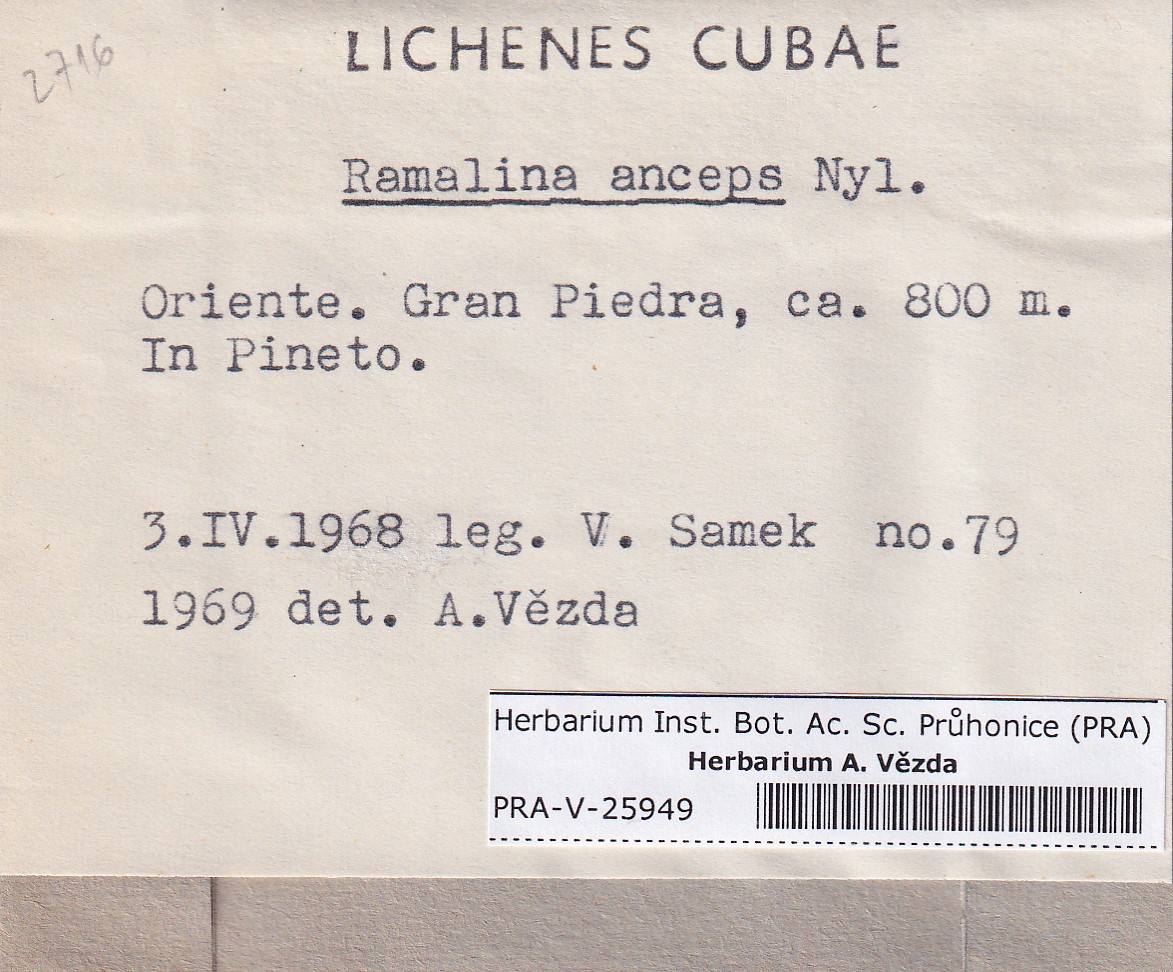 2716
LICHENES CUBAE
Ramalina anceps Nyl.
Oriente. Gran Piedra, ca. 800 m.
In Pineto.
3.IV.1968 leg. V. Samek no.79
1969 det. A.Vězda
Herbarium Inst. Bot. Ac. Sc. Průhonice (PRA)
Herbarium A. Vězda
PRA-V-25949